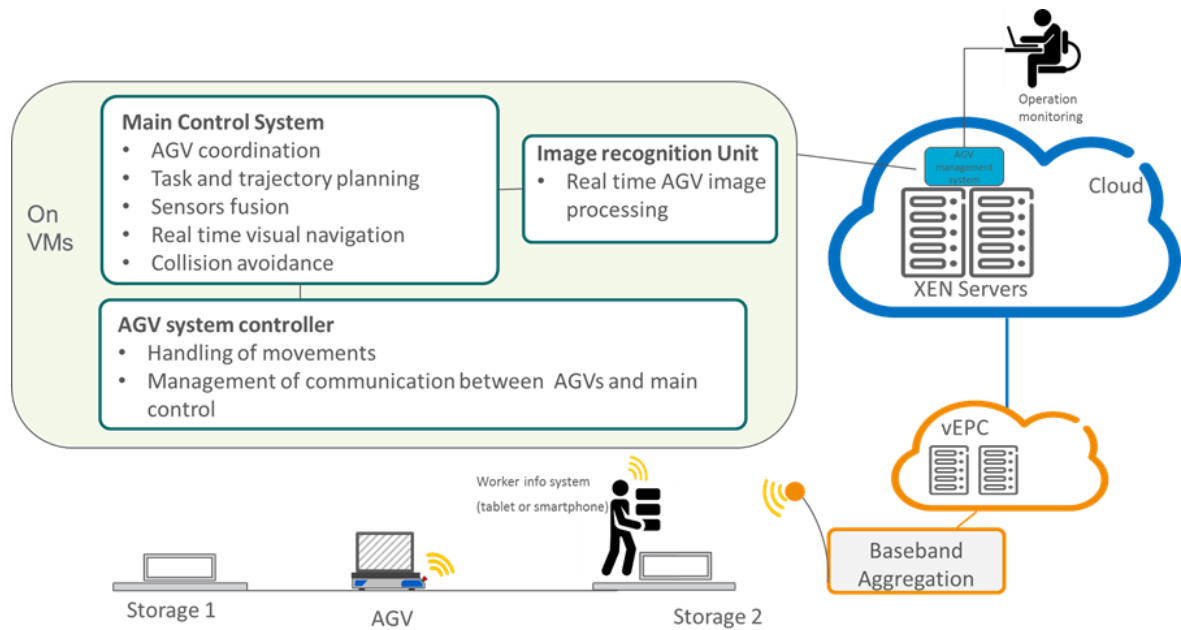 On
VMs
Main Control System
• AGV coordination
• Task and trajectory planning
• Sensors fusion
• Real time visual navigation
• Collision avoidance
Image recognition Unit
• Real time AGV image
processing
AGV system controller
• Handling of movements
• Management of communication between AGVs and main
control
Operation
monitoring
AGV
management
system
Cloud
XEN Servers
vEPC
Baseband
Aggregation
Worker info system
(tablet or smartphone)
Storage 1
AGV
Storage 2